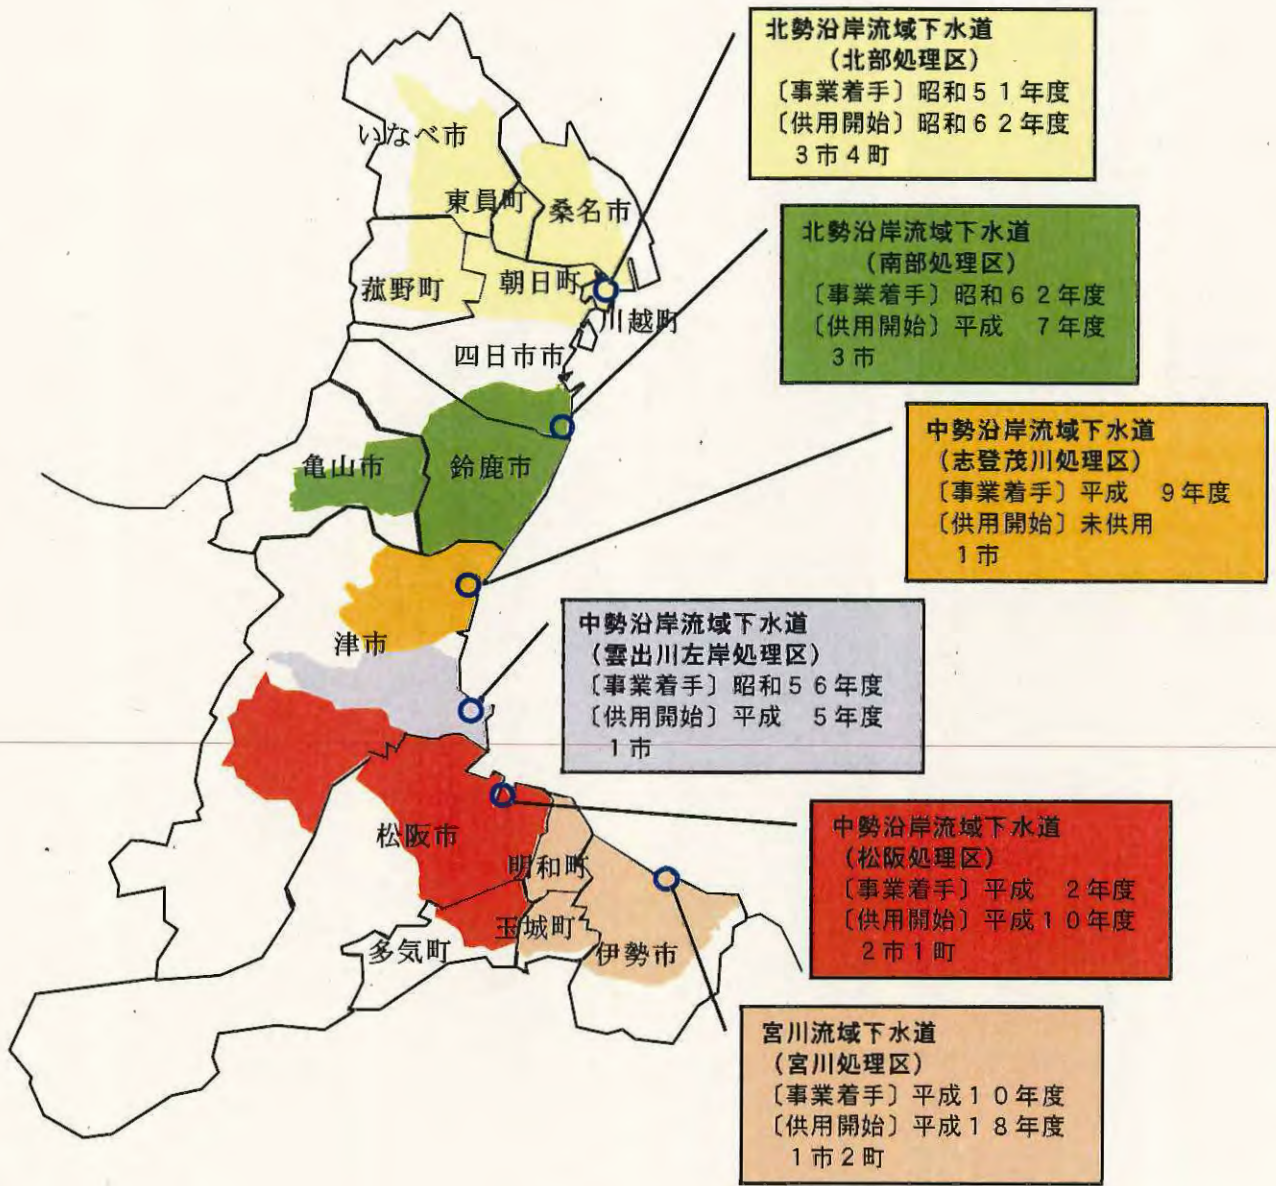 北勢沿岸流域下水道
（北部処理区）
〔事業着手〕昭和５１年度
〔供用開始〕昭和６２年度
３市４町
いなべ市
東員町
桑名市
北勢沿岸流域下水道
（南部処理区）
〔事業着手〕昭和６２年度
〔供用開始〕平成　７年度
３市
菰野町
朝日町
川越町
四日市市
亀山市
鈴鹿市
中勢沿岸流域下水道
（志登茂川処理区）
〔事業着手〕平成　９年度
〔供用開始〕未供用
１市
津市
中勢沿岸流域下水道
（雲出川左岸処理区）
〔事業着手〕昭和５６年度
〔供用開始〕平成　５年度
１市
松阪市
明和町
玉城町
多気町
伊勢市
中勢沿岸流域下水道
（松阪処理区）
〔事業着手〕平成　２年度
〔供用開始〕平成１０年度
２市１町
宮川流域下水道
（宮川処理区）
〔事業着手〕平成１０年度
〔供用開始〕平成１８年度
１市２町